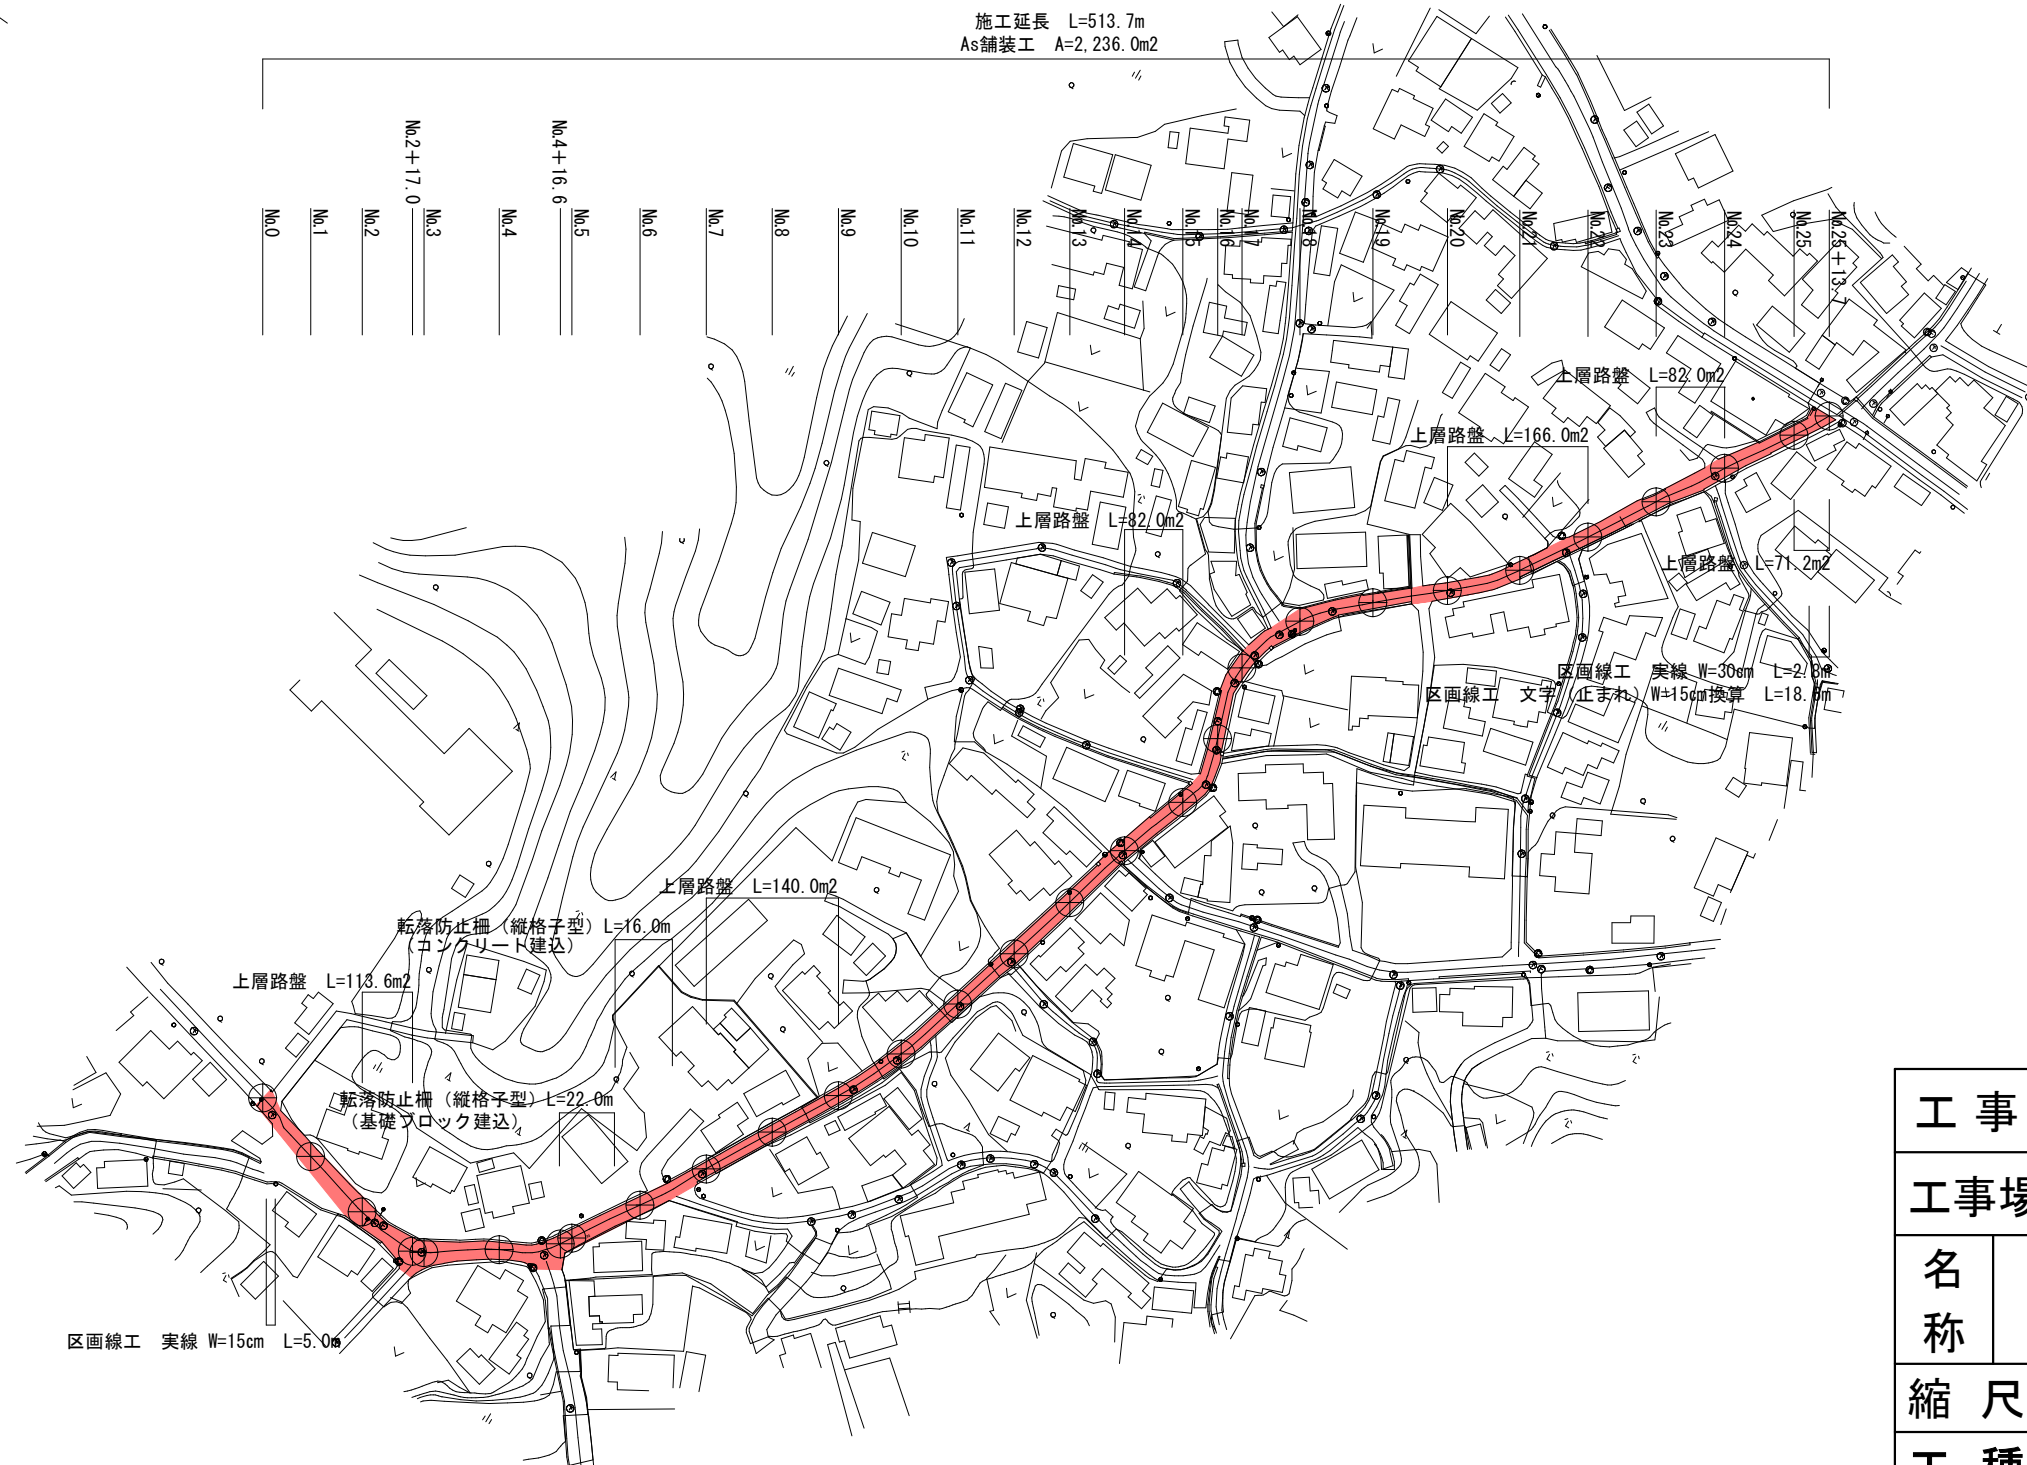 施工延長 L=513.7m
As舗装工 A=2,236.0m2
No.2+17.0
No.4+16.6
No.0
No.1
No.2
No.3
No.4
No.5
No.6
No.7
No.8
No.9
No.10
No.11
No.12
No.13
No.14
No.15
No.16
No.17
No.18
No.19
No.20
No.21
No.22
No.23
No.24
No.25
No.25+13.7
上層路盤 L=82.0m2
上層路盤 L=166.0m2
上層路盤 L=82.0m2
上層路盤 L=71.2m2
区画線工 実線 W=30cm L=2.8m
区画線工 文字（止まれ）W=15cm換算 L=18.8m
上層路盤 L=140.0m2
転落防止柵（縦格子型）L=16.0m
（コンクリート建込）
上層路盤 L=113.6m2
転落防止柵（縦格子型）L=22.0m
（基礎ブロック建込）
区画線工 実線 W=15cm L=5.0m
工 事
工事場
名
称
縮 尺
工 種